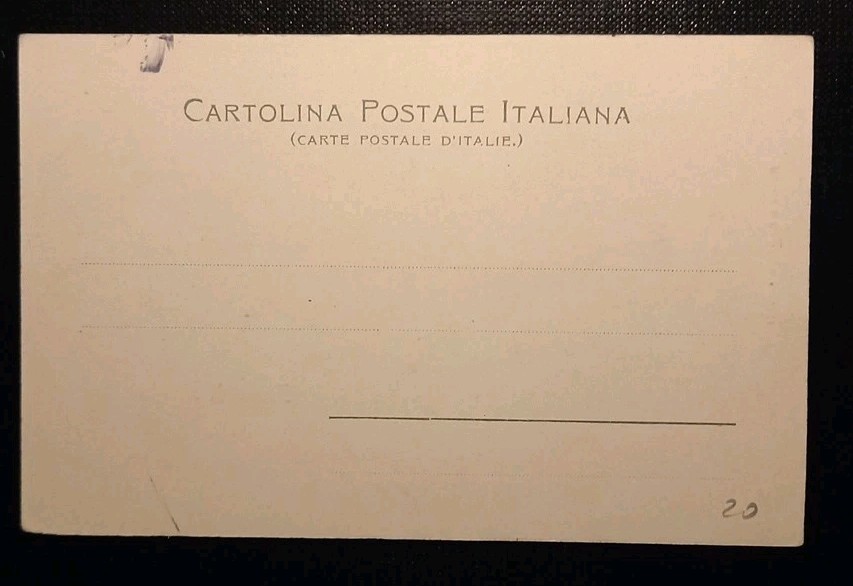 CARTOLINA POSTALE ITALIANA
(CARTE POSTALE D'ITALIE.)
20